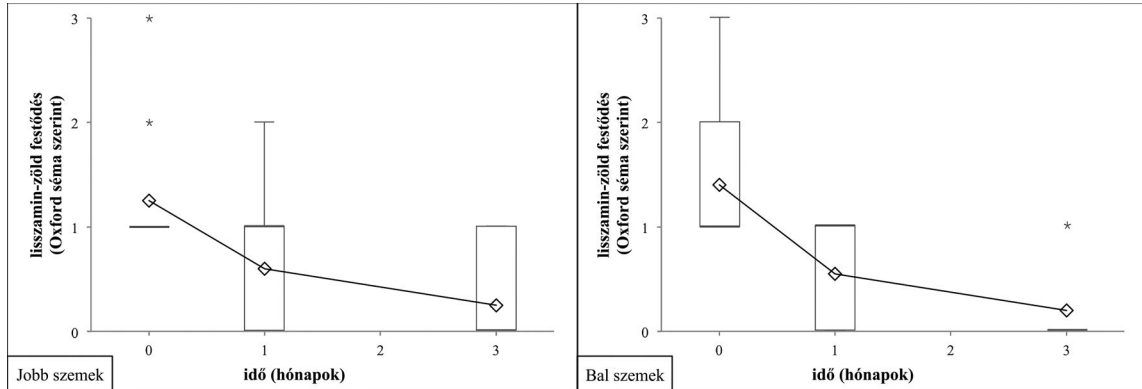 lisszamin-zöld festődés
(Oxford séma szerint)
3
2
1
0
0
1
2
3
idő (hónapok)
Jobb szemek
lisszamin-zöld festődés
(Oxford séma szerint)
3
2
1
0
0
1
2
3
idő (hónapok)
Bal szemek